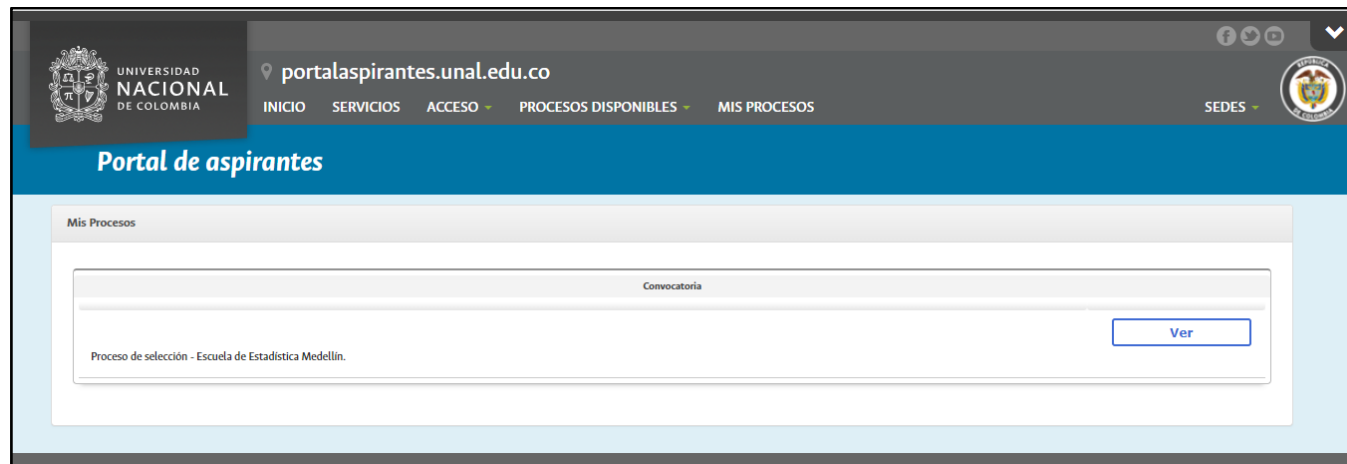 UNIVERSIDAD
NACIONAL
DE COLOMBIA
portalaspirantes.unal.edu.co
INICIO SERVICIOS ACCESO PROCESOS DISPONIBLES MIS PROCESOS SEDES
Portal de aspirantes
Mis Procesos
Convocatoria
Ver
Proceso de selección - Escuela de Estadística Medellín.